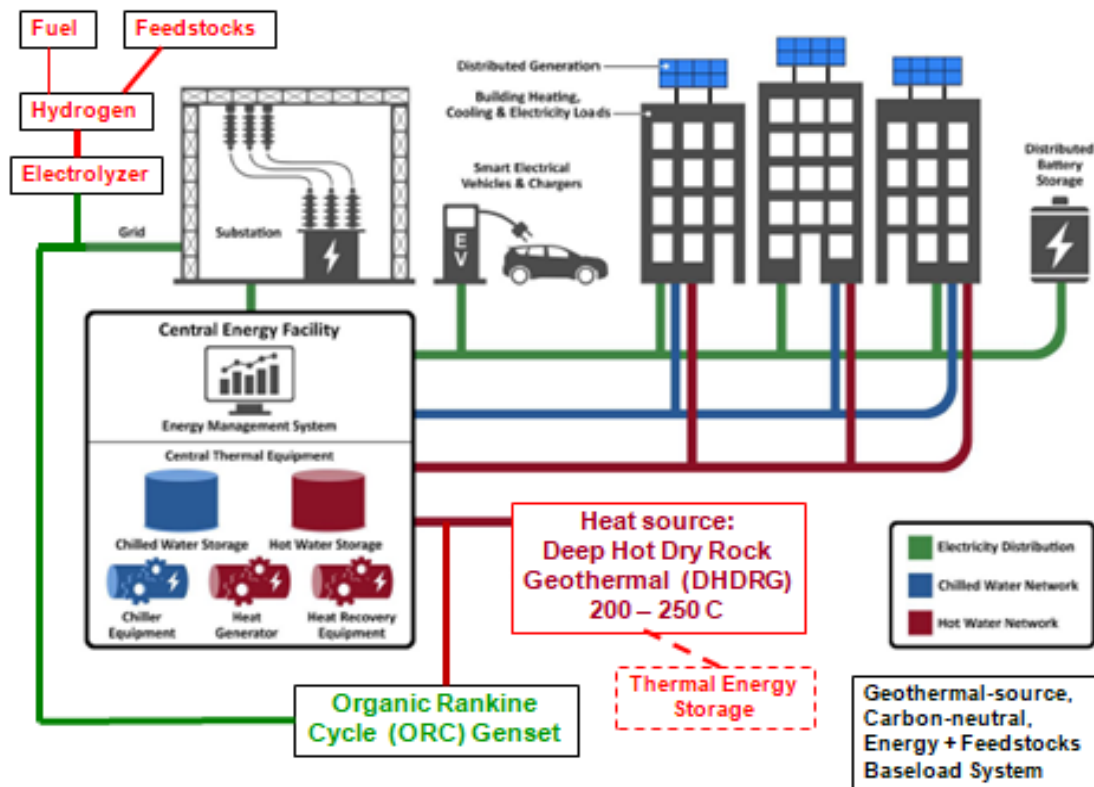 Fuel
Feedstocks
Hydrogen
Electrolyzer
Grid
Substation
Distributed Generation
Building Heating,
Cooling & Electricity Loads
Smart Electrical
Vehicles & Chargers
EV
Distributed
Battery
Storage
Central Energy Facility
Energy Management System
Central Thermal Equipment
Chilled Water Storage
Hot Water Storage
Chiller
Equipment
Heat
Generator
Heat Recovery
Equipment
Heat source:
Deep Hot Dry Rock
Geothermal (DHDRG)
200 – 250 C
Thermal Energy
Storage
Organic Rankine
Cycle (ORC) Genset
Electricity Distribution
Chilled Water Network
Hot Water Network
Geothermal-source,
Carbon-neutral,
Energy + Feedstocks
Baseload System